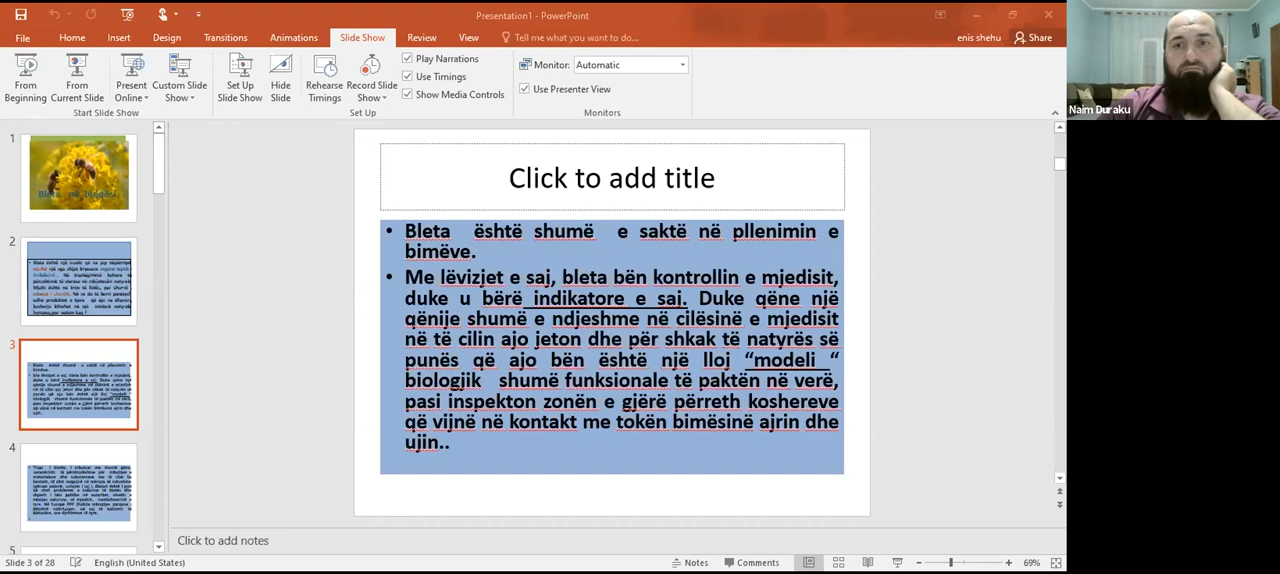 Presentation1 - PowerPoint
File Home Insert Design Transitions Animations Slide Show Review View Tell me what you want to do... enis shehu Share
From Beginning
From Current Slide
Present Online
Custom Slide Show
Set Up Slide Show
Hide Slide
Rehearse Timings
Record Slide Show
Play Narrations
Use Timings
Show Media Controls
Monitor: Automatic
Use Presenter View
Start Slide Show
Set Up
Monitors
Naim Duraku
1
2
3
4
5
Click to add title
• Bleta është shumë e saktë në pllenimin e
bimëve.
• Me lëvizjet e saj, bleta bën kontrollin e mjedisit,
duke u bërë indikatore e saj. Duke qëne një
qënije shumë e ndjeshme në cilësinë e mjedisit
në të cilin ajo jeton dhe për shkak të natyrës së
punës që ajo bën është një lloj “modeli “
biologjik shumë funksionale të paktën në verë,
pasi inspekton zonën e gjërë përreth koshereve
që vijnë në kontakt me tokën bimësinë ajrin dhe
ujin..
Click to add notes
Slide 3 of 28 English (United States) Notes Comments 69%